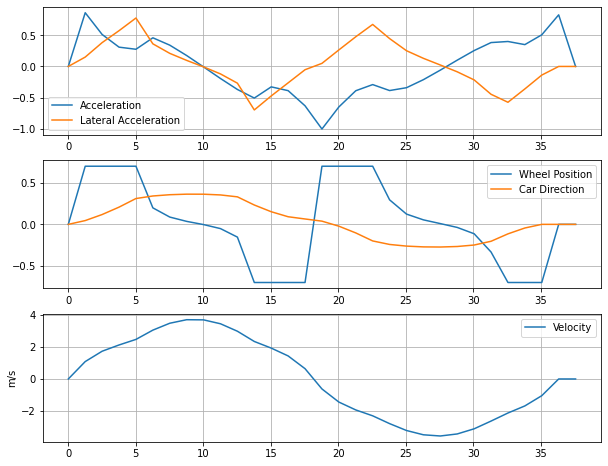 0.5
0.0
−0.5
−1.0
Acceleration
Lateral Acceleration
0 5 10 15 20 25 30 35
0.5
0.0
−0.5
Wheel Position
Car Direction
0 5 10 15 20 25 30 35
4
2
0
−2
m/s
Velocity
0 5 10 15 20 25 30 35